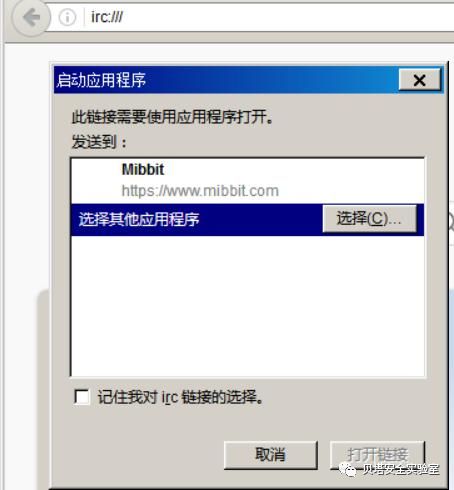 irc:///
启动应用程序
此链接需要使用应用程序打开。
发送到：
Mibbit
https://www.mibbit.com
选择其他应用程序
选择(C)...
记住我对 irc 链接的选择。
取消
打开链接
贝塔安全实验室